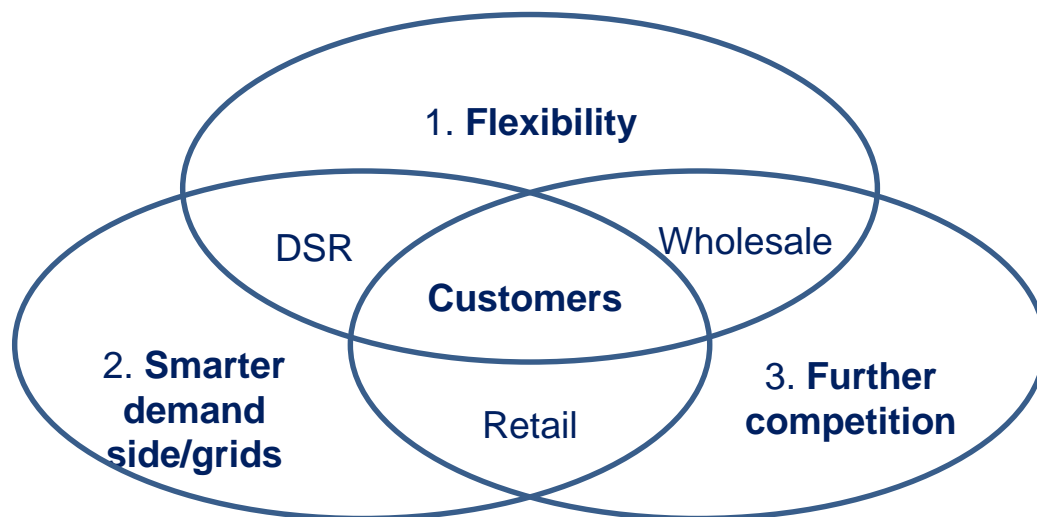 1. Flexibility
DSR
Wholesale
Customers
2. Smarter
demand
side/grids
3. Further
competition
Retail